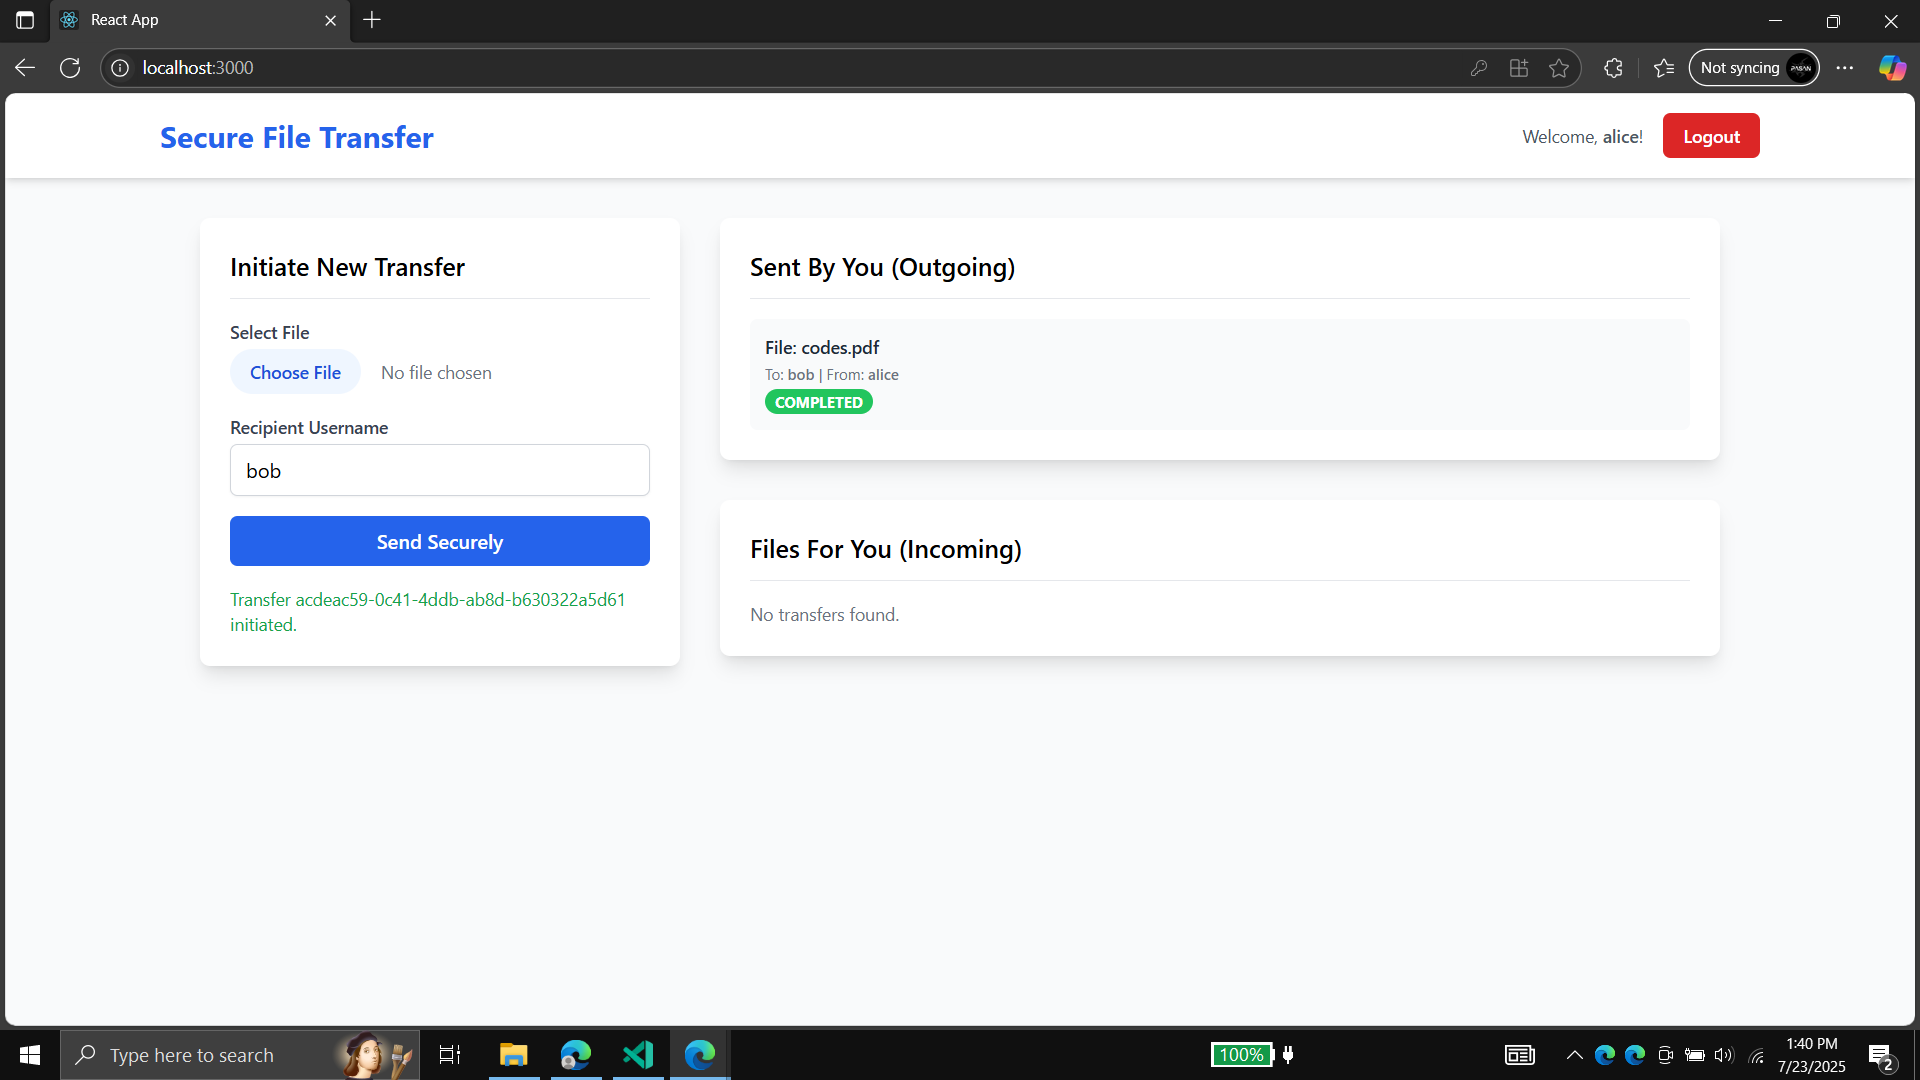 React App
localhost:3000
Not syncing
PASAN
Secure File Transfer
Welcome, alice!
Logout
Initiate New Transfer
Select File
Choose File No file chosen
Recipient Username
bob
Send Securely
Transfer acdeac59-0c41-4ddb-ab8d-b630322a5d61
initiated.
Sent By You (Outgoing)
File: codes.pdf
To: bob | From: alice
COMPLETED
Files For You (Incoming)
No transfers found.
Type here to search
100%
1:40 PM
7/23/2025
2